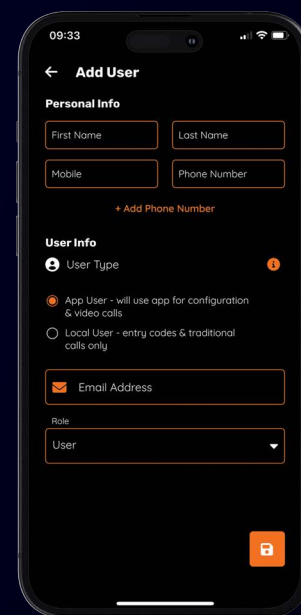 09:33
Add User
Personal Info
First Name
Last Name
Mobile
Phone Number
+ Add Phone Number
User Info
User Type
App User - will use app for configuration
& video calls
Local User - entry codes & traditional
calls only
Email Address
Role
User